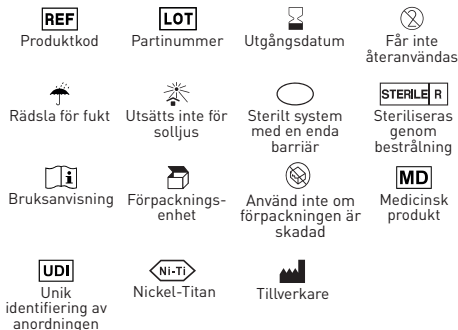 REF
LOT
Produktkod
Partinummer
Utgångsdatum
Får inte
återanvändas
STERILE R
Rädsla för fukt
Utsätts inte för
solljus
Sterilt system
med en enda
barriär
Steriliseras
genom
bestrålning
i
Bruksanvisning
Förpacknings-
enhet
Använd inte om
förpackningen är
skadad
MD
Medicinsk
produkt
UDI
Unik
identifiering av
anordningen
Ni-Ti
Nickel-Titan
Tillverkare